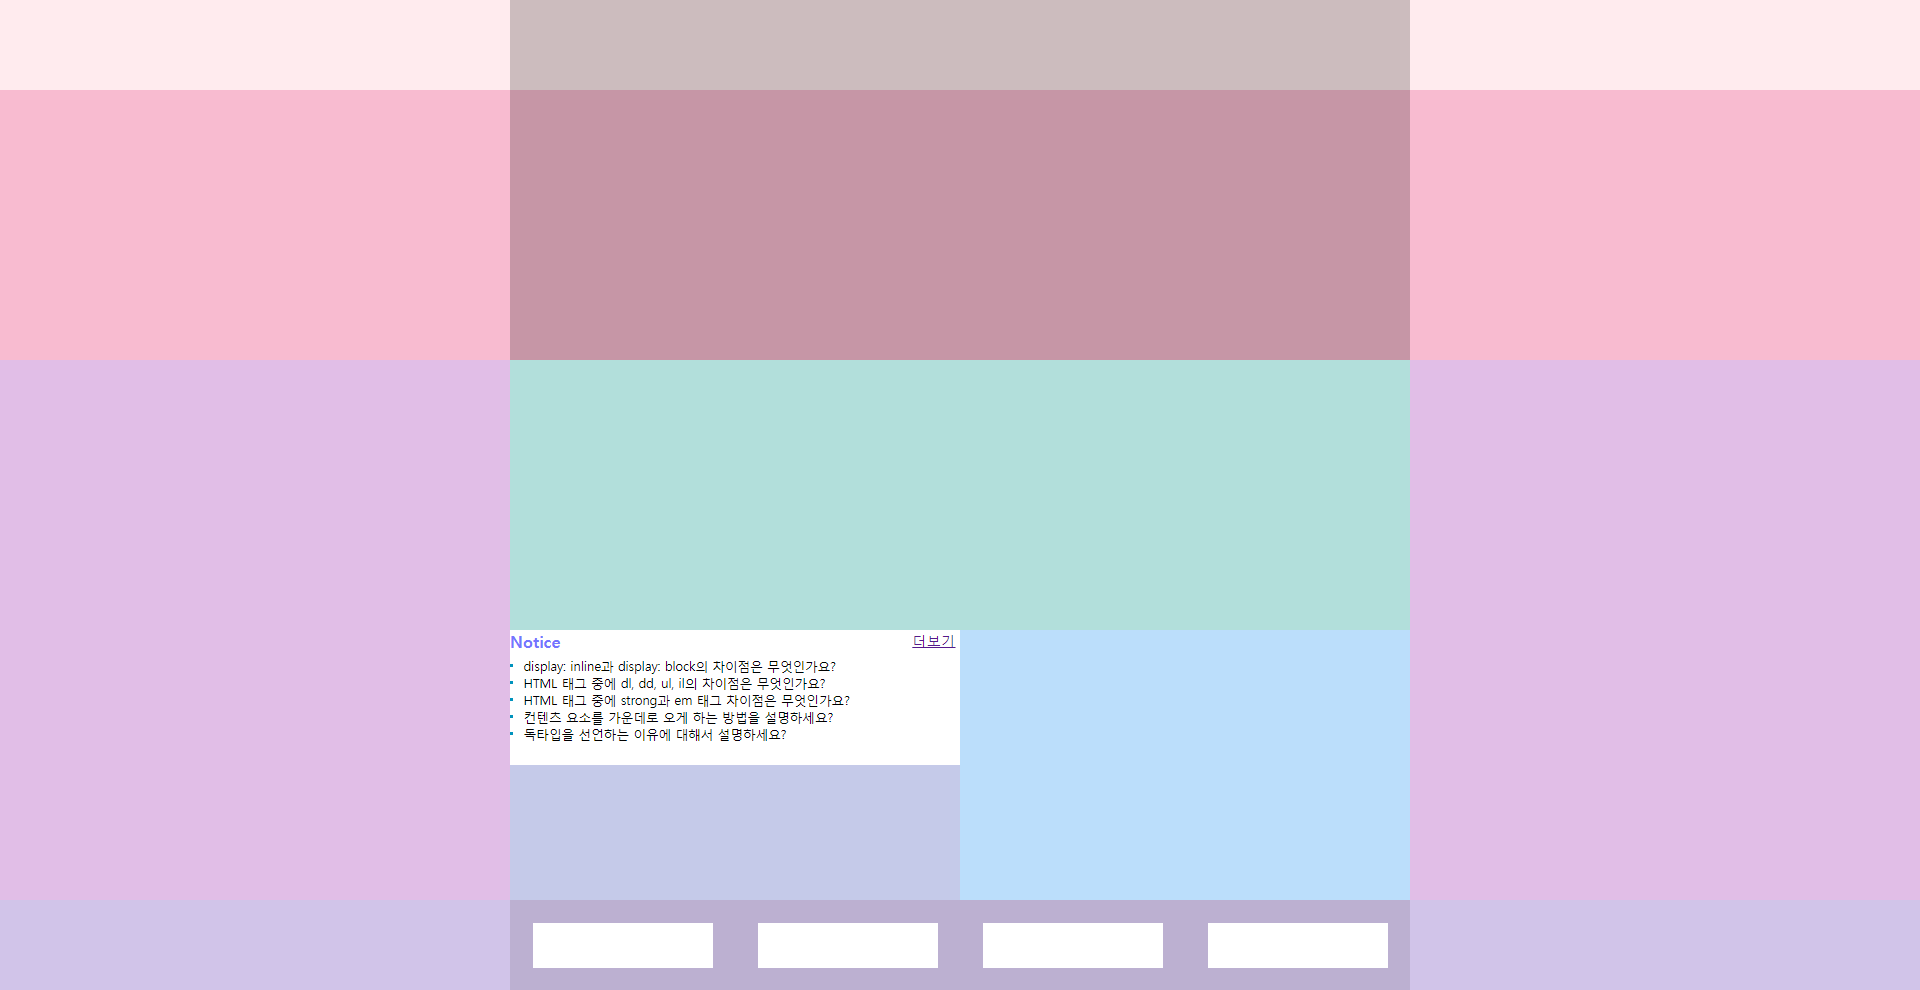 Notice
더보기
display: inline과 display: block의 차이점은 무엇인가요?
HTML 태그 중에 dl, dd, ul, il의 차이점은 무엇인가요?
HTML 태그 중에 strong과 em 태그 차이점은 무엇인가요?
컨텐츠 요소를 가운데로 오게 하는 방법을 설명하세요?
독타입을 선언하는 이유에 대해서 설명하세요?